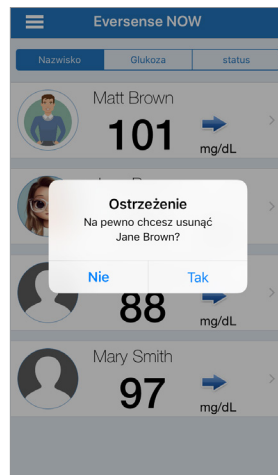 Eversense NOW
Nazwisko Glukoza status
Matt Brown
101
mg/dL
Ostrzeżenie
Na pewno chcesz usunąć
Jane Brown?
Nie Tak
88
mg/dL
Mary Smith
97
mg/dL